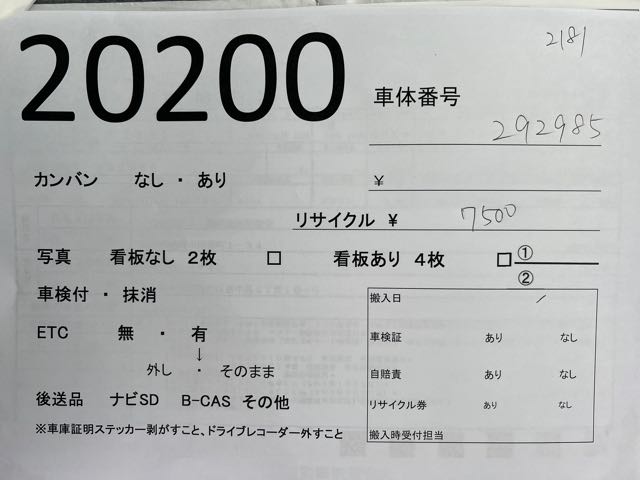 20200
2181
車体番号
292985
カンバン なし ・ あり ¥
リサイクル ¥ 7500
写真 看板なし 2枚 □ 看板あり 4枚 □ ①
②
車検付 ・ 抹消
搬入日 /
ETC 無 ・ 有
↓
車検証 あり なし
外し ・ そのまま
自賠責 あり なし
後送品 ナビSD B-CAS その他
リサイクル券 あり なし
※車庫証明ステッカー剥がすこと、ドライブレコーダー外すこと
搬入時受付担当